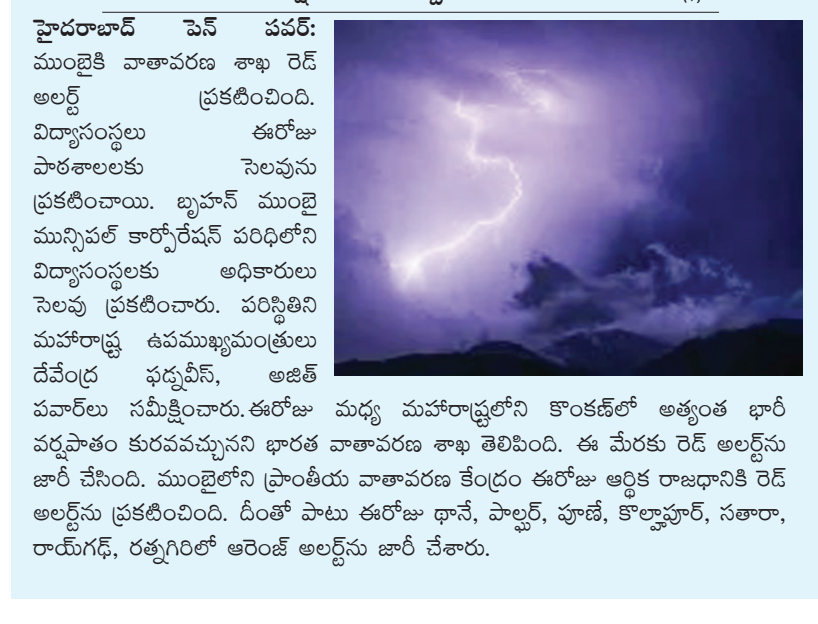 హైదరాబాద్ పెన్ పవర్:
ముంబైకి వాతావరణ శాఖ రెడ్
అలర్ట్ ప్రకటించింది.
విద్యాసంస్థలు ఈరోజు
పాఠశాలలకు సెలవును
ప్రకటించాయి. బృహన్ ముంబై
మున్సిపల్ కార్పోరేషన్ పరిధిలోని
విద్యాసంస్థలకు అధికారులు
సెలవు ప్రకటించారు. పరిస్థితిని
మహారాష్ట్ర ఉపముఖ్యమంత్రులు
దేవేంద్ర ఫడ్నవీస్, అజిత్
పవార్‌లు సమీక్షించారు.ఈరోజు మధ్య మహారాష్ట్రలోని కొంకణ్‌లో అత్యంత భారీ
వర్షపాతం కురవవచ్చునని భారత వాతావరణ శాఖ తెలిపింది. ఈ మేరకు రెడ్ అలర్ట్‌ను
జారీ చేసింది. ముంబైలోని ప్రాంతీయ వాతావరణ కేంద్రం ఈరోజు ఆర్థిక రాజధానికి రెడ్
అలర్ట్‌ను ప్రకటించింది. దీంతో పాటు ఈరోజు థానే, పాల్ఘర్, పూణే, కొల్హాపూర్, సతారా,
రాయ్‌గఢ్, రత్నగిరిలో ఆరెంజ్ అలర్ట్‌ను జారీ చేశారు.